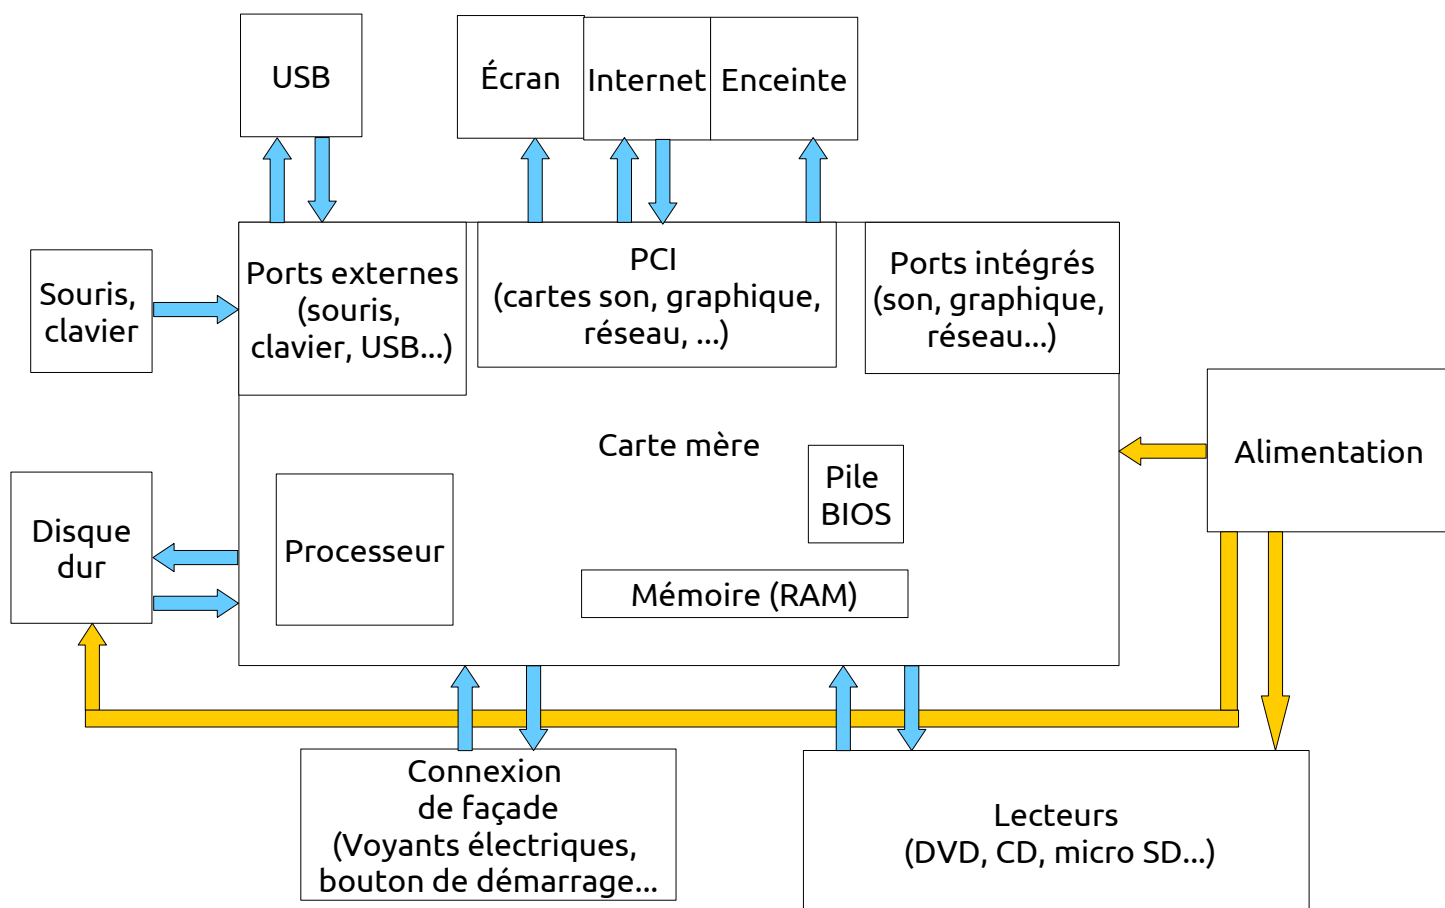 USB
Écran
Internet
Enceinte
Souris,
clavier
Ports externes
(souris,
clavier, USB...)
PCI
(cartes son, graphique,
réseau, ...)
Ports intégrés
(son, graphique,
réseau...)
Carte mère
Alimentation
Pile
BIOS
Disque
dur
Processeur
Mémoire (RAM)
Connexion
de façade
(Voyants électriques,
bouton de démarrage...
Lecteurs
(DVD, CD, micro SD...)